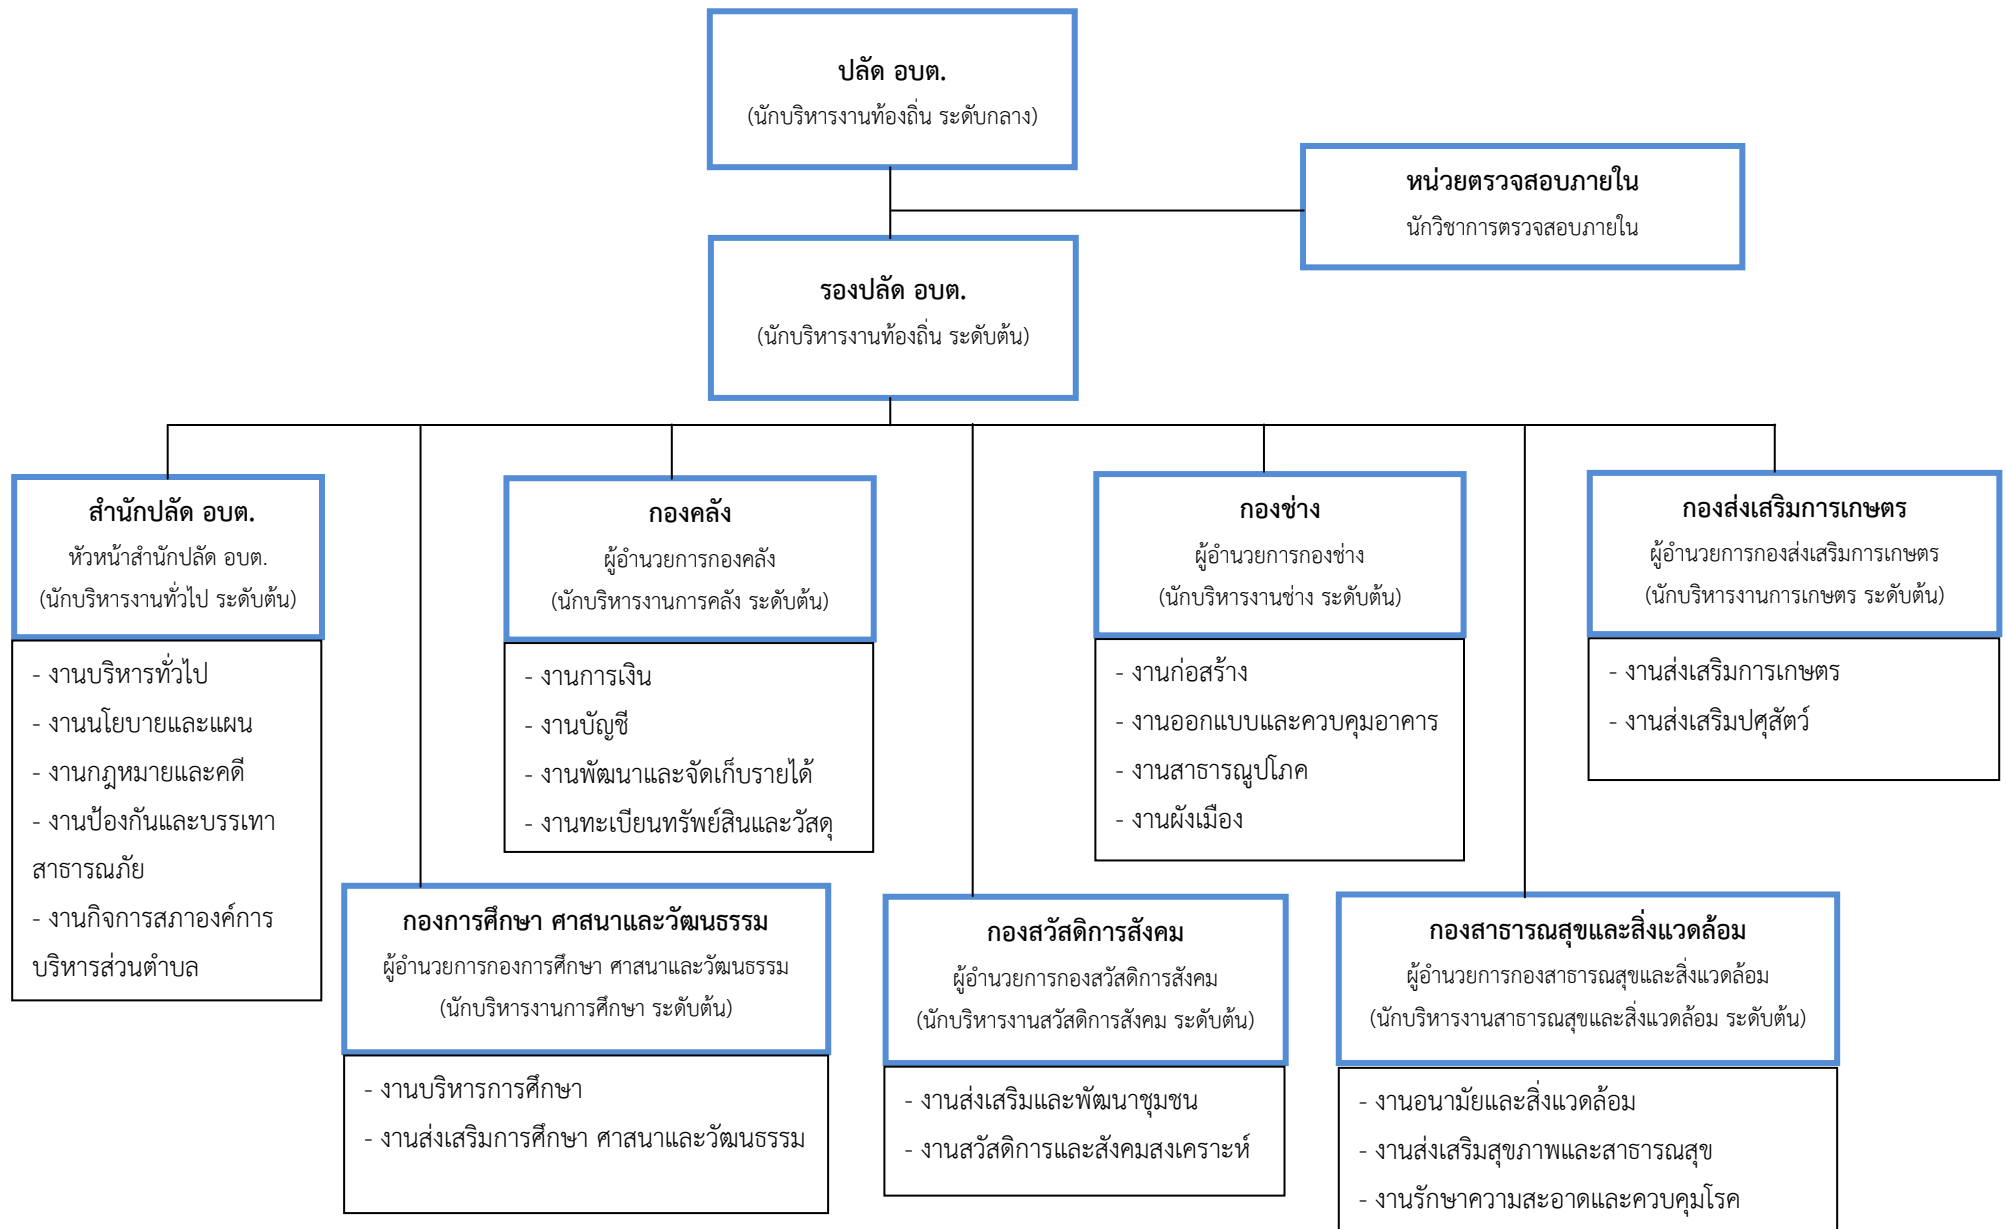 ปลัด อบต.
(นักบริหารงานท้องถิ่น ระดับกลาง)
หน่วยตรวจสอบภายใน
นักวิชาการตรวจสอบภายใน
รองปลัด อบต.
(นักบริหารงานท้องถิ่น ระดับต้น)
สำนักปลัด อบต.
หัวหน้าสำนักปลัด อบต.
(นักบริหารงานทั่วไป ระดับต้น)
- งานบริหารทั่วไป
- งานนโยบายและแผน
- งานกฎหมายและคดี
- งานป้องกันและบรรเทา
สาธารณภัย
- งานกิจการสภาองค์การ
บริหารส่วนตำบล
กองคลัง
ผู้อำนวยการกองคลัง
(นักบริหารงานการคลัง ระดับต้น)
- งานการเงิน
- งานบัญชี
- งานพัฒนาและจัดเก็บรายได้
- งานทะเบียนทรัพย์สินและวัสดุ
กองช่าง
ผู้อำนวยการกองช่าง
(นักบริหารงานช่าง ระดับต้น)
- งานก่อสร้าง
- งานออกแบบและควบคุมอาคาร
- งานสาธารณูปโภค
- งานผังเมือง
กองส่งเสริมการเกษตร
ผู้อำนวยการกองส่งเสริมการเกษตร
(นักบริหารงานการเกษตร ระดับต้น)
- งานส่งเสริมการเกษตร
- งานส่งเสริมปศุสัตว์
กองการศึกษา ศาสนาและวัฒนธรรม
ผู้อำนวยการกองการศึกษา ศาสนาและวัฒนธรรม
(นักบริหารงานการศึกษา ระดับต้น)
- งานบริหารการศึกษา
- งานส่งเสริมการศึกษา ศาสนาและวัฒนธรรม
กองสวัสดิการสังคม
ผู้อำนวยการกองสวัสดิการสังคม
(นักบริหารงานสวัสดิการสังคม ระดับต้น)
- งานส่งเสริมและพัฒนาชุมชน
- งานสวัสดิการและสังคมสงเคราะห์
กองสาธารณสุขและสิ่งแวดล้อม
ผู้อำนวยการกองสาธารณสุขและสิ่งแวดล้อม
(นักบริหารงานสาธารณสุขและสิ่งแวดล้อม ระดับต้น)
- งานอนามัยและสิ่งแวดล้อม
- งานส่งเสริมสุขภาพและสาธารณสุข
- งานรักษาความสะอาดและควบคุมโรค